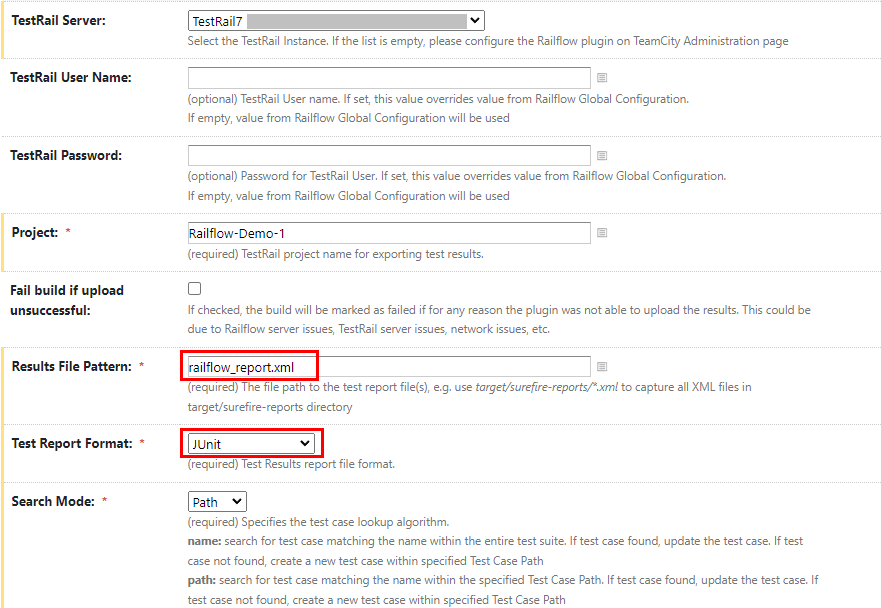 TestRail Server:
TestRail7
Select the TestRail Instance. If the list is empty, please configure the Railflow plugin on TeamCity Administration page
TestRail User Name:
(optional) TestRail User name. If set, this value overrides value from Railflow Global Configuration.
If empty, value from Railflow Global Configuration will be used
TestRail Password:
(optional) Password for TestRail User. If set, this value overrides value from Railflow Global Configuration.
If empty, value from Railflow Global Configuration will be used
Project: *
Railflow-Demo-1
(required) TestRail project name for exporting test results.
Fail build if upload
unsuccessful:
If checked, the build will be marked as failed if for any reason the plugin was not able to upload the results. This could be
due to Railflow server issues, TestRail server issues, network issues, etc.
Results File Pattern: *
railflow_report.xml
(required) The file path to the test report file(s), e.g. use target/surefire-reports/*.xml to capture all XML files in
target/surefire-reports directory
Test Report Format: *
JUnit
(required) Test Results report file format.
Search Mode: *
Path
(required) Specifies the test case lookup algorithm.
name: search for test case matching the name within the entire test suite. If test case found, update the test case. If test
case not found, create a new test case within specified Test Case Path
path: search for test case matching the name within the specified Test Case Path. If test case found, update the test case. If
test case not found, create a new test case within specified Test Case Path